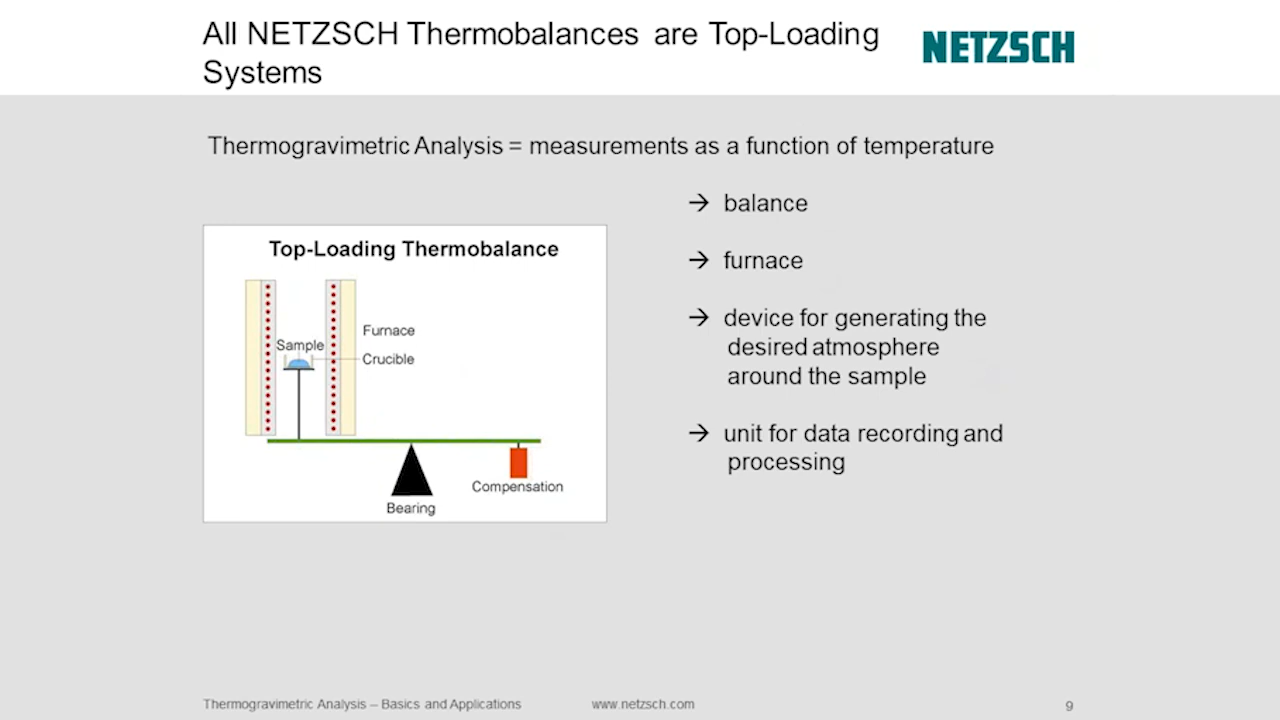 All NETZSCH Thermobalances are Top-Loading
Systems
NETZSCH
Thermogravimetric Analysis = measurements as a function of temperature
→ balance
→ furnace
→ device for generating the
desired atmosphere
around the sample
→ unit for data recording and
processing
Top-Loading Thermobalance
Furnace
Sample
Crucible
Compensation
Bearing
Thermogravimetric Analysis – Basics and Applications
www.netzsch.com
9